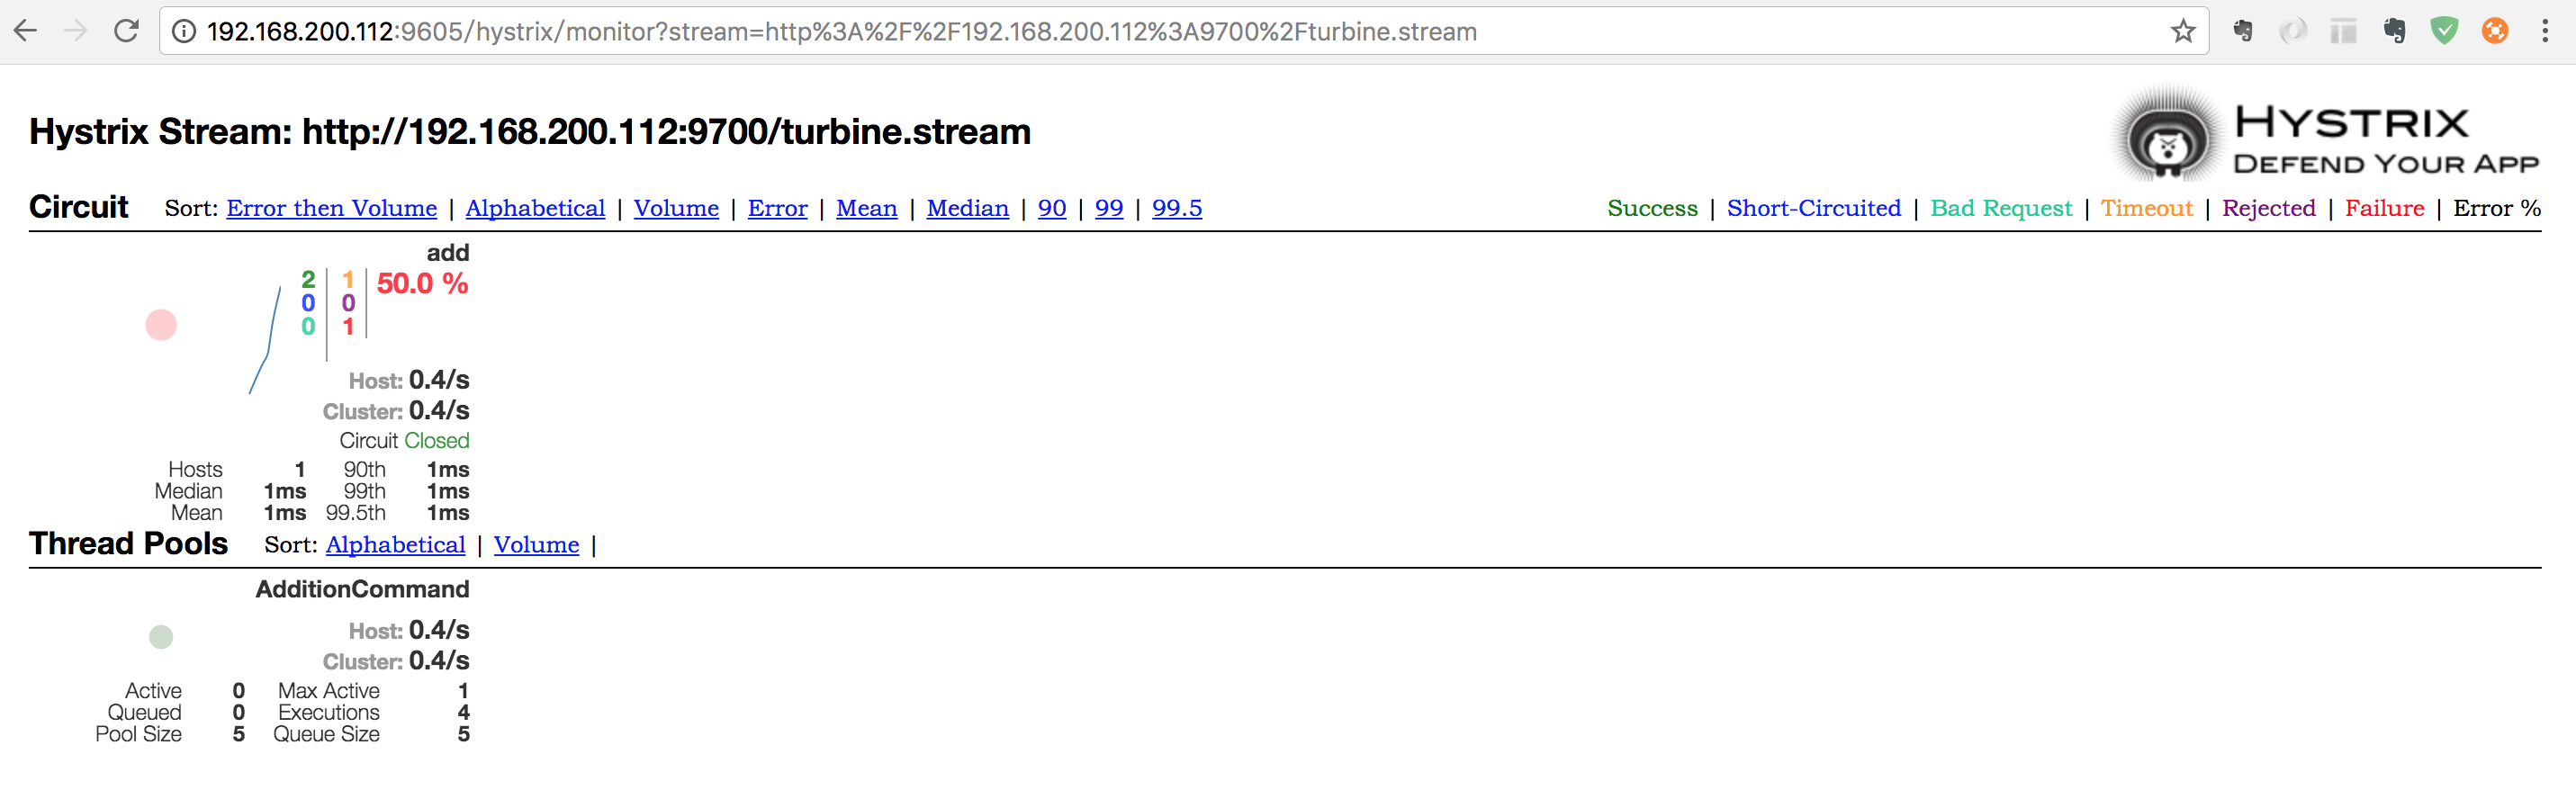 192.168.200.112:9605/hystrix/monitor?stream=http%3A%2F%2F192.168.200.112%3A9700%2Fturbine.stream
Hystrix Stream: http://192.168.200.112:9700/turbine.stream
HYSTRIX
DEFEND YOUR APP
Circuit Sort: Error then Volume | Alphabetical | Volume | Error | Mean | Median | 90 | 99 | 99.5
Success | Short-Circuited | Bad Request | Timeout | Rejected | Failure | Error %
add
2 1 50.0 %
0 0
0 1
Host: 0.4/s
Cluster: 0.4/s
Circuit Closed
Hosts 1 90th 1ms
Median 1ms 99th 1ms
Mean 1ms 99.5th 1ms
Thread Pools Sort: Alphabetical | Volume |
AdditionCommand
Host: 0.4/s
Cluster: 0.4/s
Active 0 Max Active 1
Queued 0 Executions 4
Pool Size 5 Queue Size 5